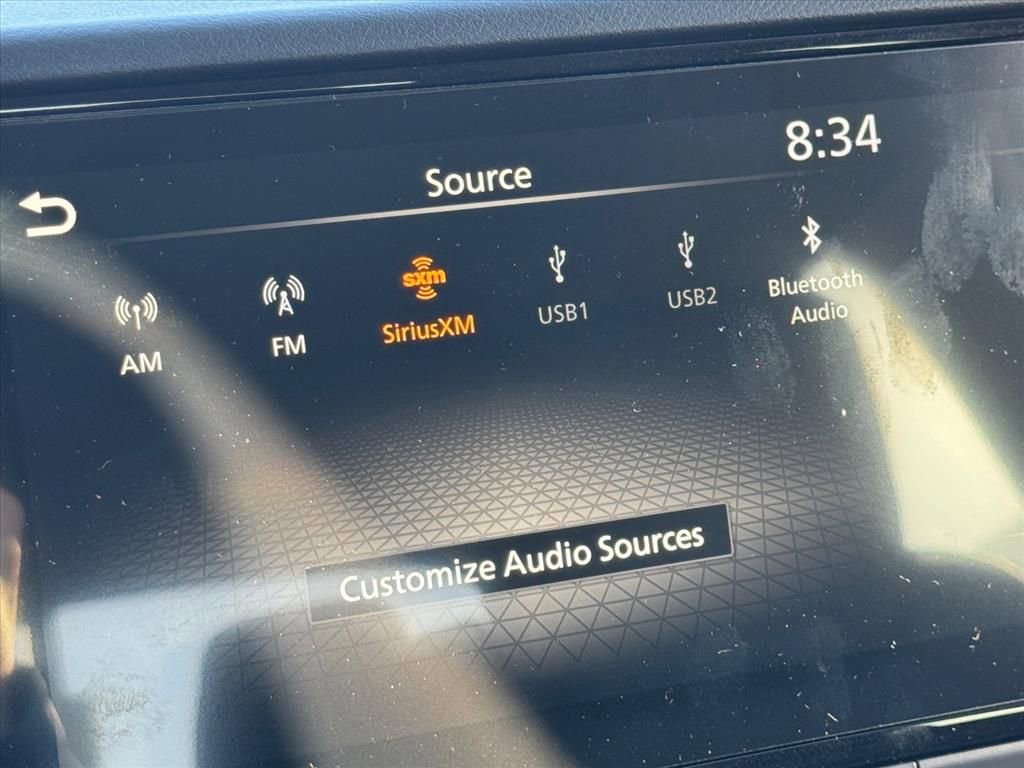 8:34
Source
sxm
AM
FM
SiriusXM
USB1
USB2
Bluetooth
Audio
Customize Audio Sources